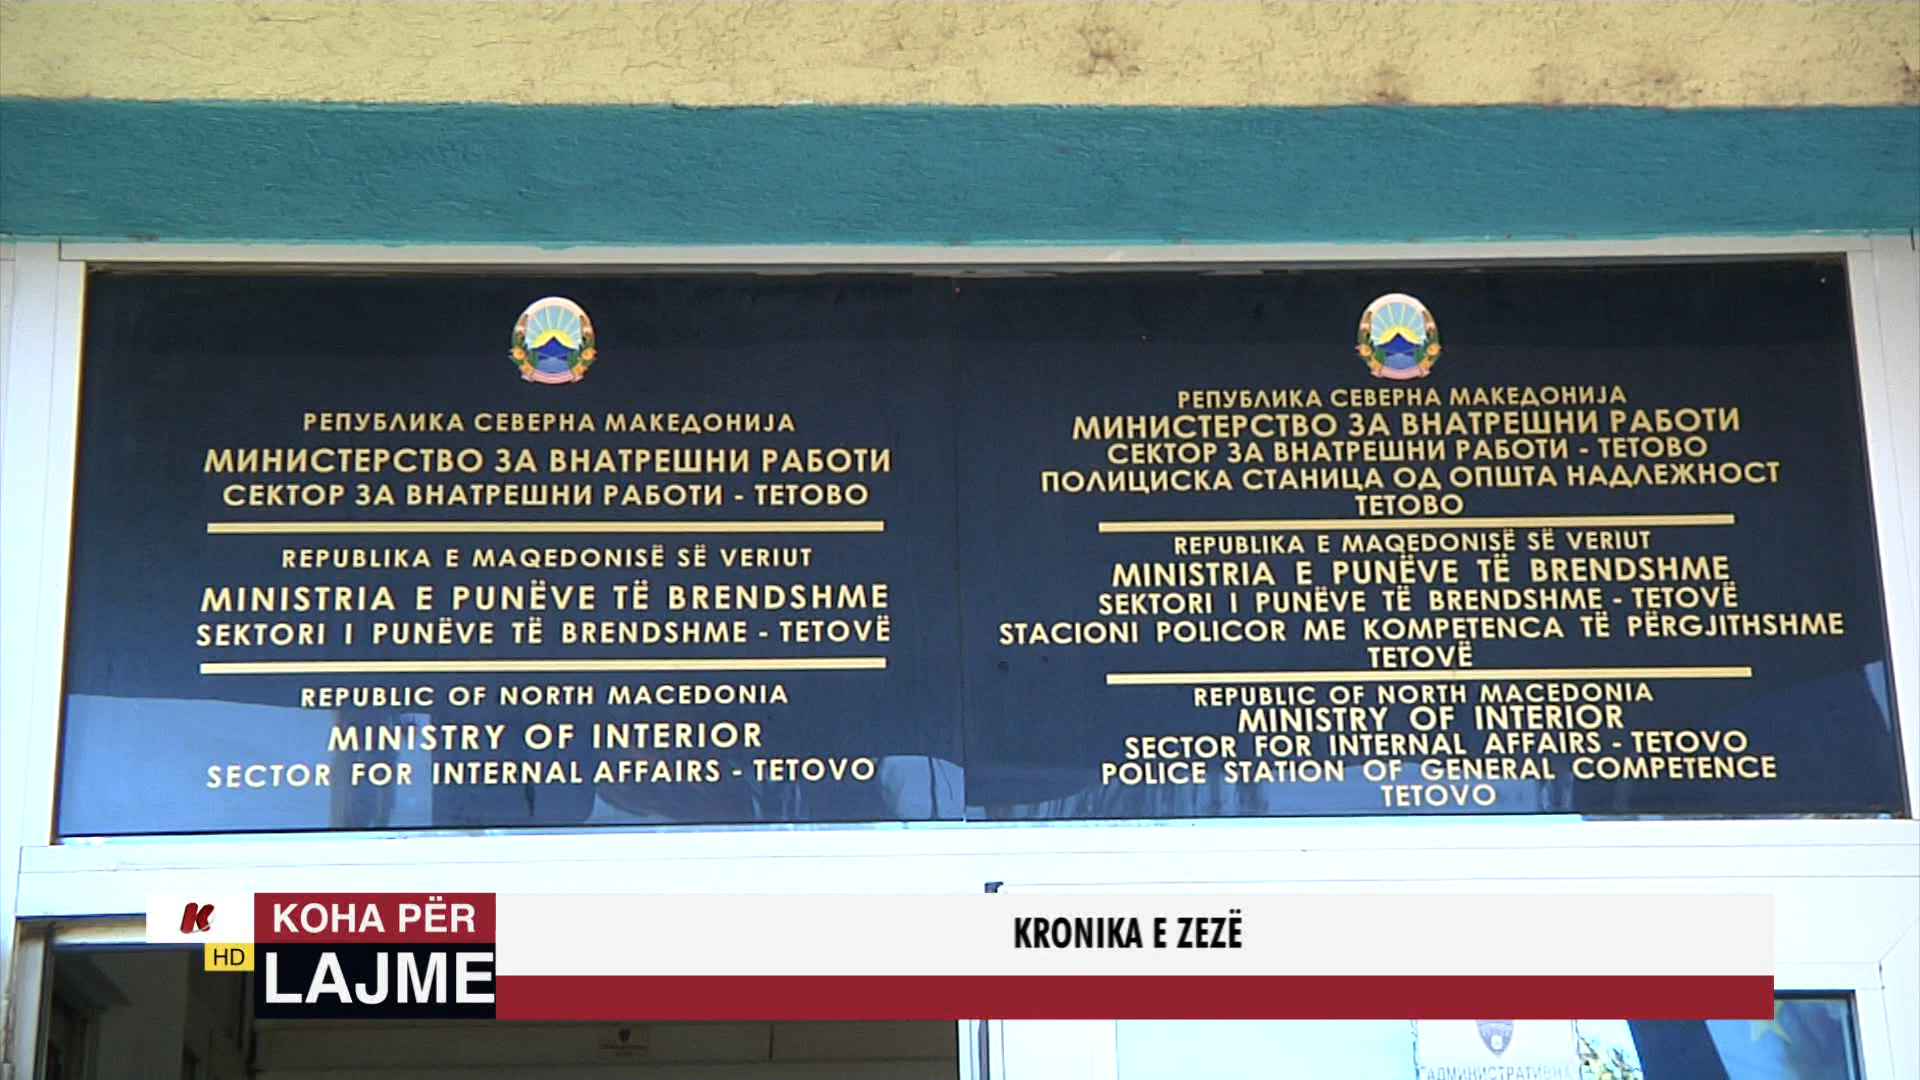 РЕПУБЛИКА СЕВЕРНА МАКЕДОНИЈА
МИНИСТЕРСТВО ЗА ВНАТРЕШНИ РАБОТИ
СЕКТОР ЗА ВНАТРЕШНИ РАБОТИ - ТЕТОВО
REPUBLIKA E MAQEDONISË SË VERIUT
MINISTRIA E PUNËVE TË BRENDSHME
SEKTORI I PUNËVE TË BRENDSHME - TETOVË
REPUBLIC OF NORTH MACEDONIA
MINISTRY OF INTERIOR
SECTOR FOR INTERNAL AFFAIRS - TETOVO
РЕПУБЛИКА СЕВЕРНА МАКЕДОНИЈА
МИНИСТЕРСТВО ЗА ВНАТРЕШНИ РАБОТИ
СЕКТОР ЗА ВНАТРЕШНИ РАБОТИ - ТЕТОВО
ПОЛИЦИСКА СТАНИЦА ОД ОПШТА НАДЛЕЖНОСТ
ТЕТОВО
REPUBLIKA E MAQEDONISË SË VERIUT
MINISTRIA E PUNËVE TË BRENDSHME
SEKTORI I PUNËVE TË BRENDSHME - TETOVË
STACIONI POLICOR ME KOMPETENCA TË PËRGJITHSHME
TETOVË
REPUBLIC OF NORTH MACEDONIA
MINISTRY OF INTERIOR
SECTOR FOR INTERNAL AFFAIRS - TETOVO
POLICE STATION OF GENERAL COMPETENCE
TETOVO
K
HD
KOHA PËR
LAJME
KRONIKA E ZEZË